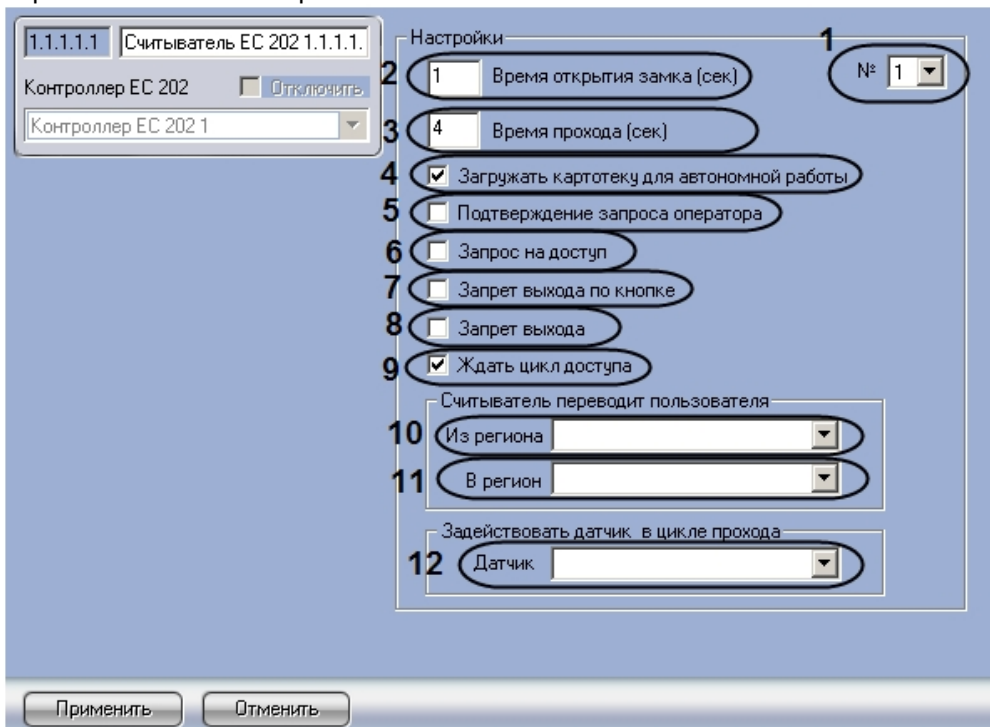 1.1.1.1.1 Считыватель ЕС 202 1.1.1.1.
Контроллер ЕС 202 Отключить
Контроллер ЕС 202 1
Настройки
1 № 1
2 1 Время открытия замка (сек)
3 4 Время прохода (сек)
4 Загружать картотеку для автономной работы
5 Подтверждение запроса оператора
6 Запрос на доступ
7 Запрет выхода по кнопке
8 Запрет выхода
9 Ждать цикл доступа
Считыватель переводит пользователя
10 Из региона
11 В регион
Задействовать датчик в цикле прохода
12 Датчик
Применить Отменить